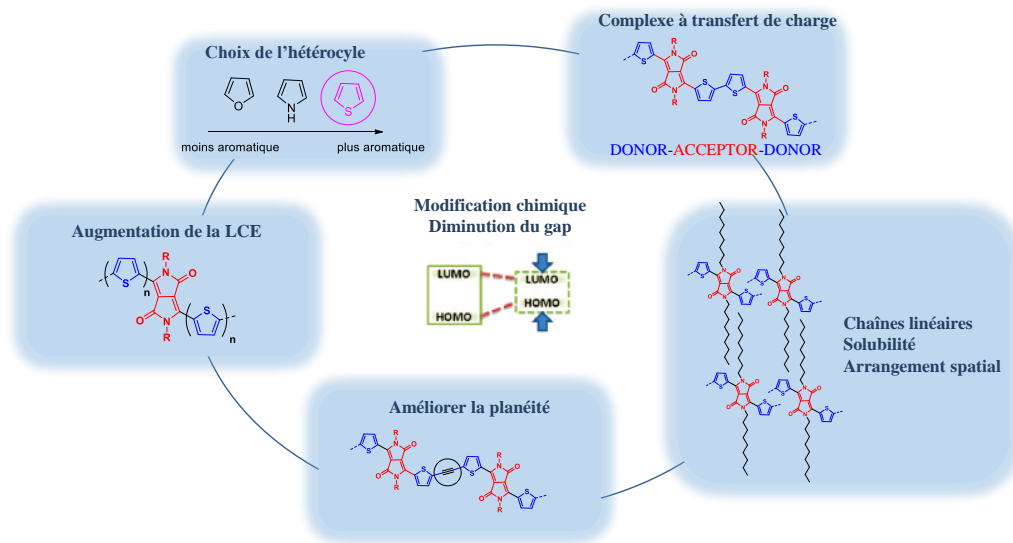 Complexe à transfert de charge
R
N
O
S
S
O
N
R
S
R
N
O
S
O
N
R
S
DONOR-ACCEPTOR-DONOR
Choix de l'hétérocyle
O
N
H
S
moins aromatique
plus aromatique
Augmentation de la LCE
S
n
R
N
O
O
N
R
S
n
Modification chimique
Diminution du gap
LUMO
LUMO
HOMO
HOMO
Chaînes linéaires
Solubilité
Arrangement spatial
S
N
O
O
N
S
S
N
O
O
N
S
S
N
O
O
N
S
S
N
O
O
N
S
Améliorer la planéité
S
R
N
O
O
N
R
S
S
R
N
O
O
N
R
S